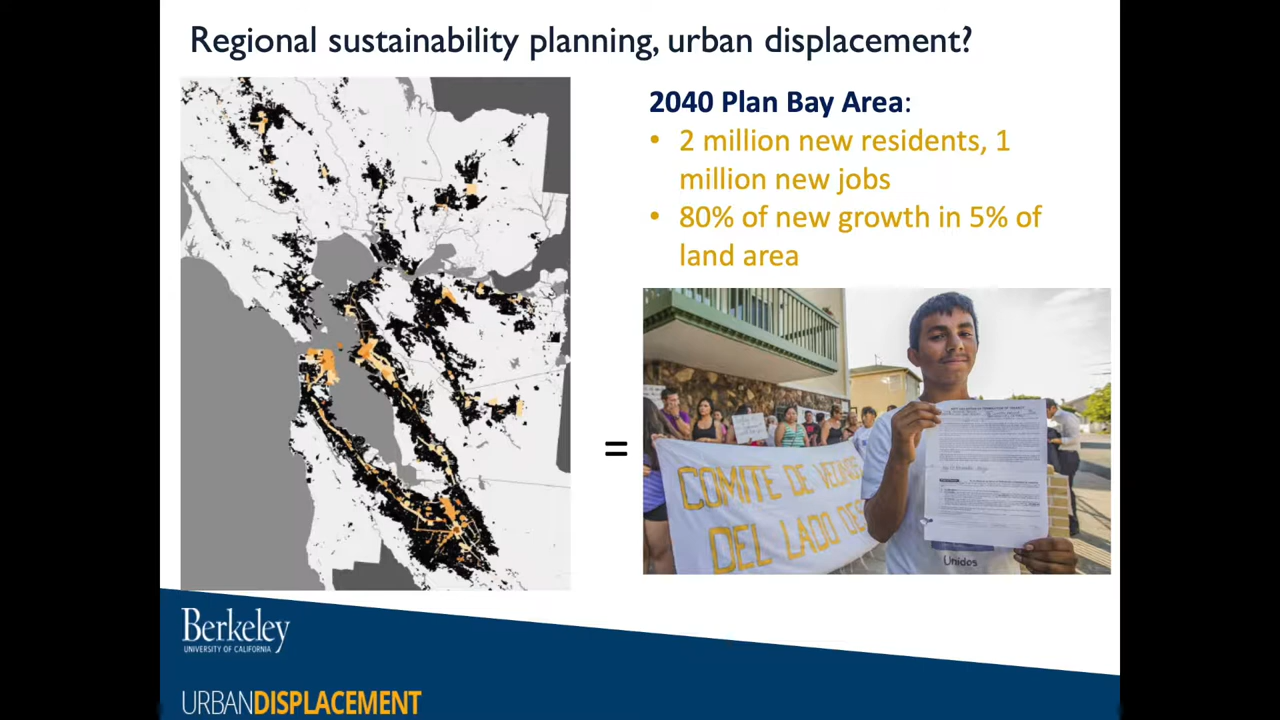 Regional sustainability planning, urban displacement?
2040 Plan Bay Area:
• 2 million new residents, 1
million new jobs
• 80% of new growth in 5% of
land area
=
COMITE DE
DEL LADO
Unidos
Berkeley
UNIVERSITY OF CALIFORNIA
URBANDISPLACEMENT